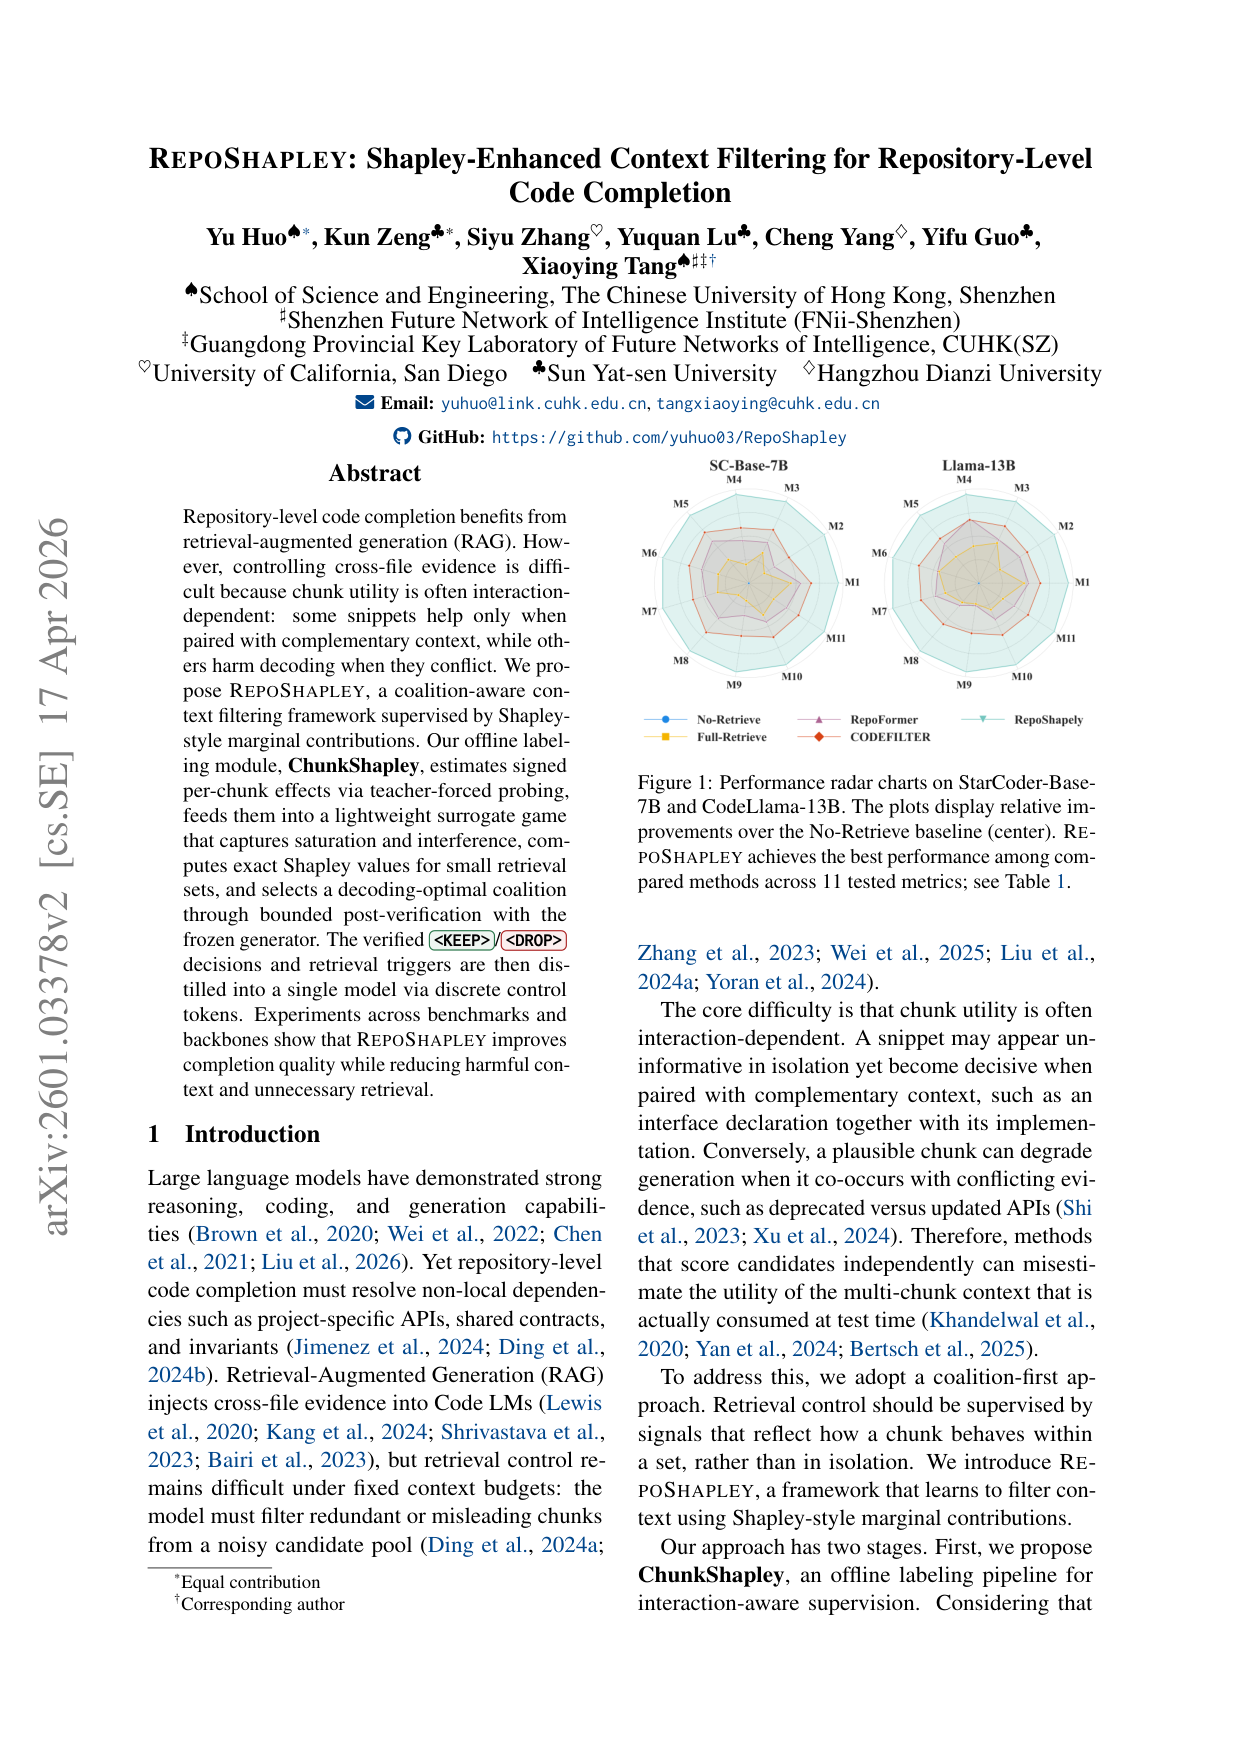 REPOSHAPLEY: Shapley-Enhanced Context Filtering for Repository-Level
Code Completion
Yu Huo♠*, Kun Zeng♣*, Siyu Zhang♡, Yuquan Lu♣, Cheng Yang♢, Yifu Guo♣,
Xiaoying Tang♠♯‡†
♠School of Science and Engineering, The Chinese University of Hong Kong, Shenzhen
♯Shenzhen Future Network of Intelligence Institute (FNii-Shenzhen)
‡Guangdong Provincial Key Laboratory of Future Networks of Intelligence, CUHK(SZ)
♡University of California, San Diego ♣Sun Yat-sen University ♢Hangzhou Dianzi University
Email: yuhuo@link.cuhk.edu.cn, tangxiaoying@cuhk.edu.cn
GitHub: https://github.com/yuhuo03/RepoShapley
arXiv:2601.03378v2 [cs.SE] 17 Apr 2026
Abstract
Repository-level code completion benefits from
retrieval-augmented generation (RAG). How-
ever, controlling cross-file evidence is diffi-
cult because chunk utility is often interaction-
dependent: some snippets help only when
paired with complementary context, while oth-
ers harm decoding when they conflict. We pro-
pose REPOSHAPLEY, a coalition-aware con-
text filtering framework supervised by Shapley-
style marginal contributions. Our offline label-
ing module, ChunkShapley, estimates signed
per-chunk effects via teacher-forced probing,
feeds them into a lightweight surrogate game
that captures saturation and interference, com-
putes exact Shapley values for small retrieval
sets, and selects a decoding-optimal coalition
through bounded post-verification with the
frozen generator. The verified <KEEP>/<DROP>
decisions and retrieval triggers are then dis-
tilled into a single model via discrete control
tokens. Experiments across benchmarks and
backbones show that REPOSHAPLEY improves
completion quality while reducing harmful con-
text and unnecessary retrieval.
1 Introduction
Large language models have demonstrated strong
reasoning, coding, and generation capabili-
ties (Brown et al., 2020; Wei et al., 2022; Chen
et al., 2021; Liu et al., 2026). Yet repository-level
code completion must resolve non-local dependen-
cies such as project-specific APIs, shared contracts,
and invariants (Jimenez et al., 2024; Ding et al.,
2024b). Retrieval-Augmented Generation (RAG)
injects cross-file evidence into Code LMs (Lewis
et al., 2020; Kang et al., 2024; Shrivastava et al.,
2023; Bairi et al., 2023), but retrieval control re-
mains difficult under fixed context budgets: the
model must filter redundant or misleading chunks
from a noisy candidate pool (Ding et al., 2024a;
*Equal contribution
†Corresponding author
SC-Base-7B
M4
M3
M5
M2
M6
M1
M7
M11
M8
M10
M9
Llama-13B
M4
M3
M5
M2
M6
M1
M7
M11
M8
M10
M9
No-Retrieve RepoFormer RepoShapely
Full-Retrieve CODEFILTER
Figure 1: Performance radar charts on StarCoder-Base-
7B and CodeLlama-13B. The plots display relative im-
provements over the No-Retrieve baseline (center). RE-
POSHAPLEY achieves the best performance among com-
pared methods across 11 tested metrics; see Table 1.
Zhang et al., 2023; Wei et al., 2025; Liu et al.,
2024a; Yoran et al., 2024).
The core difficulty is that chunk utility is often
interaction-dependent. A snippet may appear un-
informative in isolation yet become decisive when
paired with complementary context, such as an
interface declaration together with its implemen-
tation. Conversely, a plausible chunk can degrade
generation when it co-occurs with conflicting evi-
dence, such as deprecated versus updated APIs (Shi
et al., 2023; Xu et al., 2024). Therefore, methods
that score candidates independently can misesti-
mate the utility of the multi-chunk context that is
actually consumed at test time (Khandelwal et al.,
2020; Yan et al., 2024; Bertsch et al., 2025).
To address this, we adopt a coalition-first ap-
proach. Retrieval control should be supervised by
signals that reflect how a chunk behaves within
a set, rather than in isolation. We introduce RE-
POSHAPLEY, a framework that learns to filter con-
text using Shapley-style marginal contributions.
Our approach has two stages. First, we propose
ChunkShapley, an offline labeling pipeline for
interaction-aware supervision. Considering that